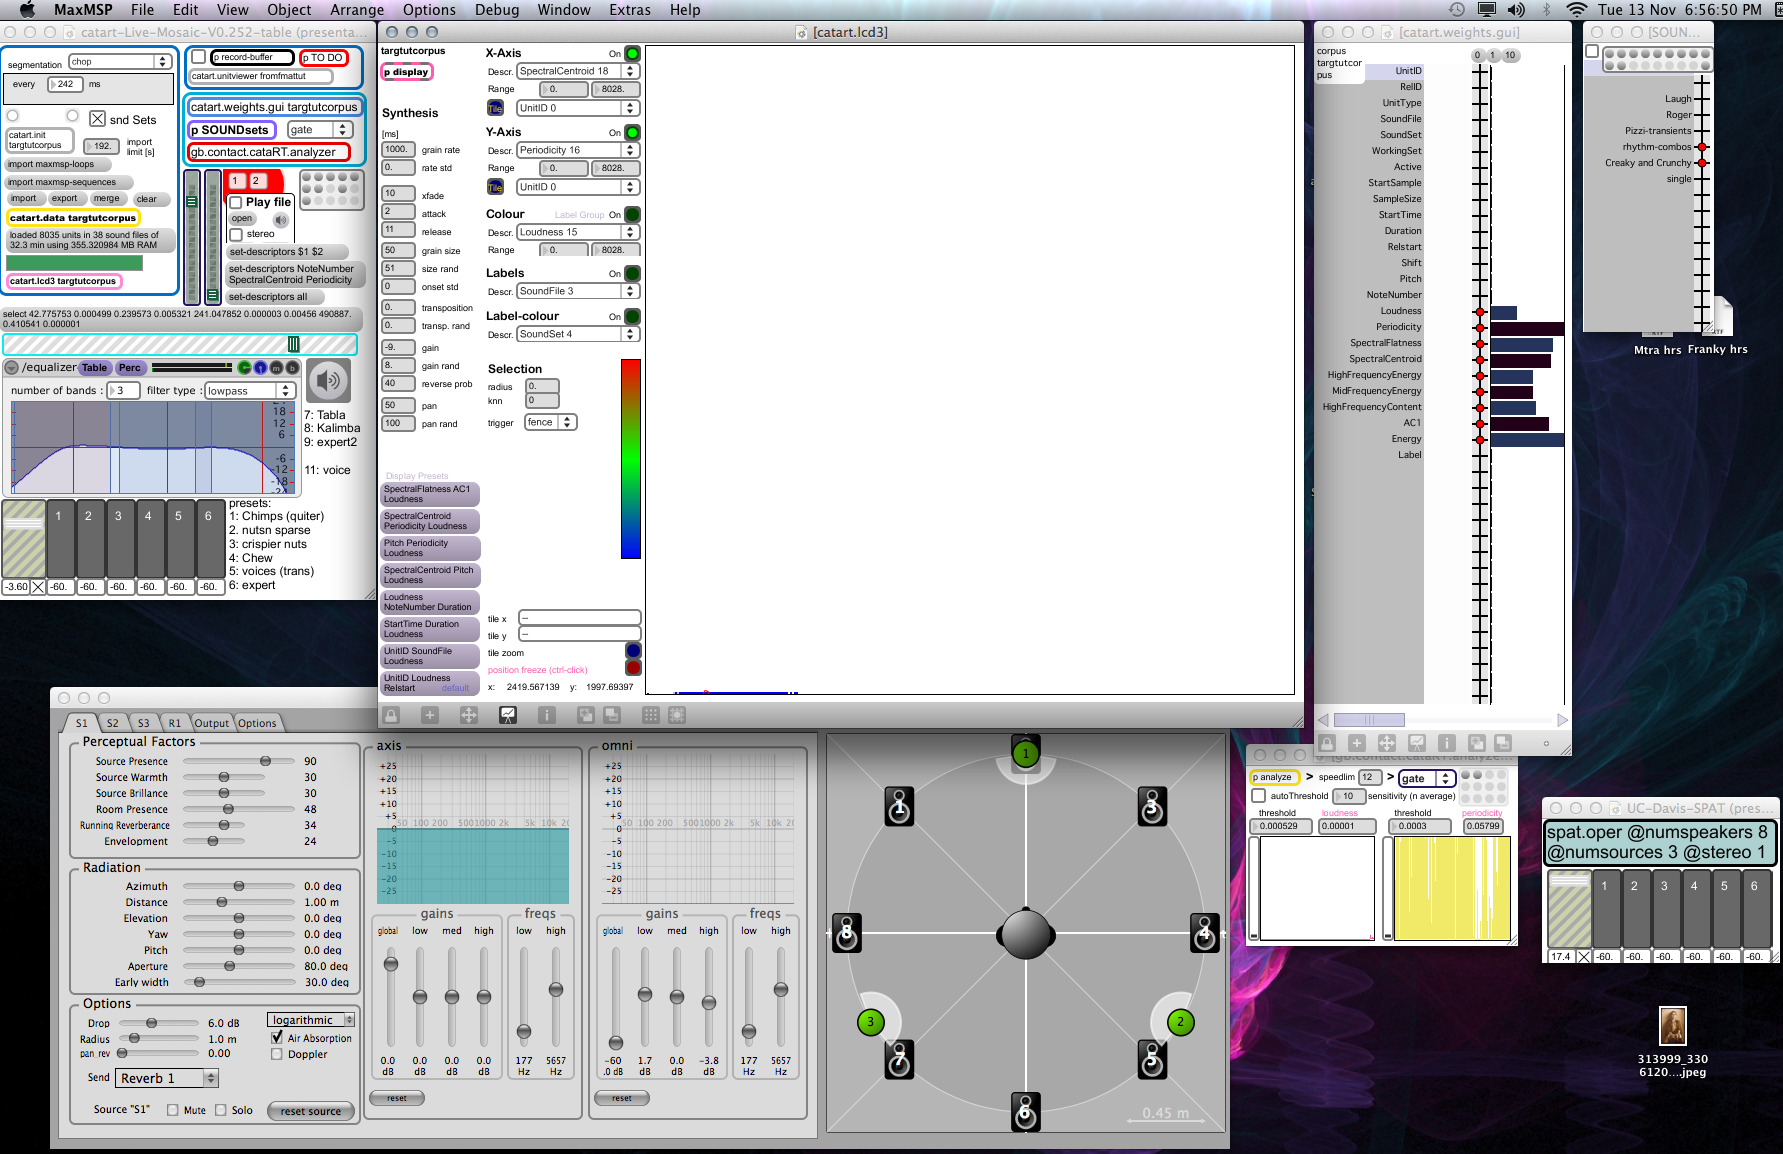 MaxMSP File Edit View Object Arrange Options Debug Window Extras Help Tue 13 Nov 6:56:50 PM
catart-Live-Mosaic-V0.252-table (presenta...
segmentation chop
every 242 ms
snd Sets
catart.init
targtutcorpus
192. import
limit [s]
import maxmsp-loops
import maxmsp-sequences
import export merge clear
catart.data targtutcorpus
loaded 8035 units in 38 sound files of
32.3 min using 355.320984 MB RAM
catart.lcd3 targtutcorpus
p record-buffer p TO DO
catart.unitviewer fromfmattut
catart.weights.gui targtutcorpus
p SOUNDsets gate
gb.contact.cataRT.analyzer
1 2
Play file
open
stereo
set-descriptors $1 $2
set-descriptors NoteNumber
SpectralCentroid Periodicity
set-descriptors all
select 42.775753 0.000499 0.239573 0.005321 241.047852 0.000003 0.00456 490887.
0.410541 0.000001
/equalizer Table Perc m b
number of bands : 3 filter type : lowpass
18
12
6
-6
-12
-18
7: Tabla
8: Kalimba
9: expert2
11: voice
presets:
1: Chimps (quiter)
2. nutsn sparse
3: crispier nuts
4: Chew
5: voices (trans)
6: expert
1 2 3 4 5 6
-3.60 -60. -60. -60. -60. -60. -60.
[catart.lcd3]
targtutcorpus
p display
Synthesis
[ms]
1000. grain rate
0. rate std
10 xfade
2 attack
11 release
50 grain size
51 size rand
0 onset std
0. transposition
0. transp. rand
-9. gain
8. gain rand
40 reverse prob
50 pan
100 pan rand
Display Presets
SpectralFlatness AC1
Loudness
SpectralCentroid
Periodicity Loudness
Pitch Periodicity
Loudness
SpectralCentroid Pitch
Loudness
Loudness
NoteNumber Duration
StartTime Duration
Loudness
UnitID SoundFile
Loudness
UnitID Loudness
Relstart default
X-Axis On
Descr. SpectralCentroid 18
Range 0. 8028.
Tile UnitID 0
Y-Axis On
Descr. Periodicity 16
Range 0. 8028.
Tile UnitID 0
Colour Label Group On
Descr. Loudness 15
Range 0. 8028.
Labels On
Descr. SoundFile 3
Label-colour On
Descr. SoundSet 4
Selection
radius 0.
knn 0
trigger fence
tile x --
tile y --
tile zoom
position freeze (ctrl-click)
x: 2419.567139 y: 1997.69397
[catart.weights.gui]
corpus
targtutcor
pus
0 1 10
UnitID
RelID
UnitType
SoundFile
SoundSet
WorkingSet
Active
StartSample
SampleSize
StartTime
Duration
Relstart
Shift
Pitch
NoteNumber
Loudness
Periodicity
SpectralFlatness
SpectralCentroid
HighFrequencyEnergy
MidFrequencyEnergy
HighFrequencyContent
AC1
Energy
Label
[SOUN...
Laugh
Roger
Pizzi-transients
rhythm-combos
Creaky and Crunchy
single
Mtra hrs Franky hrs
S1 S2 S3 R1 Output Options
Perceptual Factors
Source Presence 90
Source Warmth 30
Source Brillance 30
Room Presence 48
Running Reverberance 34
Envelopment 24
Radiation
Azimuth 0.0 deg
Distance 1.00 m
Elevation 0.0 deg
Yaw 0.0 deg
Pitch 0.0 deg
Aperture 80.0 deg
Early width 30.0 deg
Options
Drop 6.0 dB logarithmic
Radius 1.0 m Air Absorption
pan_rev 0.00 Doppler
Send Reverb 1
Source "S1" Mute Solo reset source
axis
+25
+20
+15
+10
+5
0
-5
-10
-15
-20
-25
50 100 200 500 1000 2k 5k 10k 20
gains freqs
global low med high low high
0.0 0.0 0.0 0.0 177 5657
dB dB dB dB Hz Hz
reset
omni
+25
+20
+15
+10
+5
0
-5
-10
-15
-20
-25
50 100 200 500 1000 2k 5k 10k 20
gains freqs
global low med high low high
-60 1.7 0.0 -3.8 177 5657
.0 dB dB dB dB Hz Hz
reset
1
1 3
8 4
3 2
7 5
6
0.45 m
[gb.contact.cataRT.analyze...
p analyze > speedlim 12 > gate
autoThreshold 10 sensitivity (n average)
threshold loudness threshold periodicity
0.000529 0.00001 0.0003 0.05799
UC-Davis-SPAT (pres...
spat.oper @numspeakers 8
@numsources 3 @stereo 1
1 2 3 4 5 6
17.4 -60. -60. -60. -60. -60. -60.
313999_330
6120....jpeg